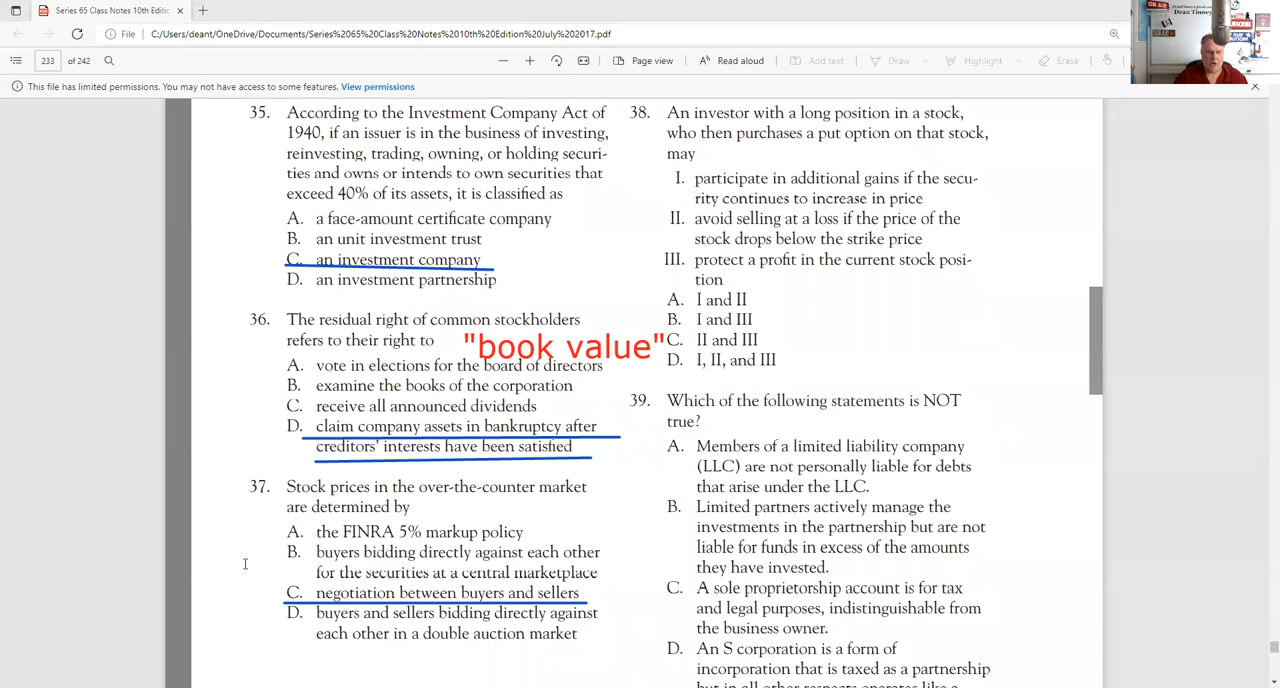 Series 65 Class Notes 10th Editic
File
C:/Users/deant/OneDrive/Documents/Series%2065%20Class%20Notes%2010th%20Edition%20July%202017.pdf
ON AIR
Dean Tinney
233
of 242
Page view
Read aloud
Add text
Draw
Highlight
Erase
This file has limited permissions. You may not have access to some features. View permissions
35. According to the Investment Company Act of
1940, if an issuer is in the business of investing,
reinvesting, trading, owning, or holding securi-
ties and owns or intends to own securities that
exceed 40% of its assets, it is classified as
A. a face-amount certificate company
B. an unit investment trust
C. an investment company
D. an investment partnership
36. The residual right of common stockholders
refers to their right to
"book value"
A. vote in elections for the board of directors
B. examine the books of the corporation
C. receive all announced dividends
D. claim company assets in bankruptcy after
creditors' interests have been satisfied
37. Stock prices in the over-the-counter market
are determined by
A. the FINRA 5% markup policy
B. buyers bidding directly against each other
for the securities at a central marketplace
C. negotiation between buyers and sellers
D. buyers and sellers bidding directly against
each other in a double auction market
38. An investor with a long position in a stock,
who then purchases a put option on that stock,
may
I. participate in additional gains if the secu-
rity continues to increase in price
II. avoid selling at a loss if the price of the
stock drops below the strike price
III. protect a profit in the current stock posi-
tion
A. I and II
B. I and III
C. II and III
D. I, II, and III
39. Which of the following statements is NOT
true?
A. Members of a limited liability company
(LLC) are not personally liable for debts
that arise under the LLC.
B. Limited partners actively manage the
investments in the partnership but are not
liable for funds in excess of the amounts
they have invested.
C. A sole proprietorship account is for tax
and legal purposes, indistinguishable from
the business owner.
D. An S corporation is a form of
incorporation that is taxed as a partnership
but in all other respects operates like a